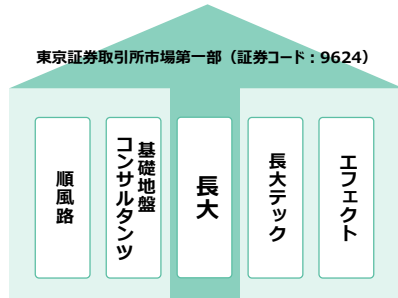 東京証券取引所市場第一部（証券コード：9624）
順風路
基礎地盤
コンサルタンツ
長大
長大テック
エフェクト